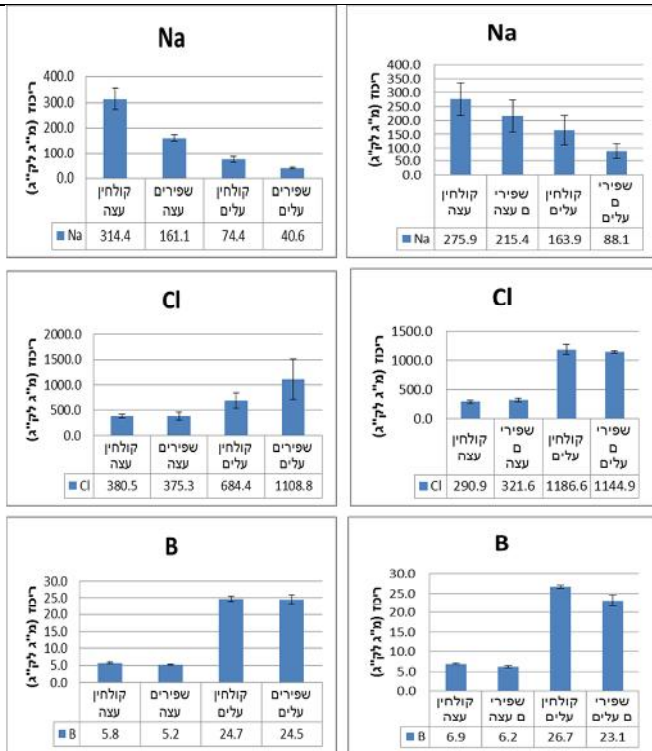 Na
ריכוז (מ"ג לק"ג)
400.0
300.0
200.0
100.0
0.0
קולחין עצה
שפירים עצה
קולחין עלים
שפירים עלים
Na 314.4 161.1 74.4 40.6
Na
ריכוז (מ"ג לק"ג)
400.0
350.0
300.0
250.0
200.0
150.0
100.0
50.0
0.0
קולחין עצה
שפירי
ם עצה
קולחין עלים
שפירי
ם
עלים
Na 275.9 215.4 163.9 88.1
Cl
ריכוז (מ"ג לק"ג)
2000.0
1500.0
1000.0
500.0
0.0
קולחין עצה
שפירים עצה
קולחין עלים
שפירים עלים
Cl 380.5 375.3 684.4 1108.8
Cl
ריכוז (מ"ג לק"ג)
1500.0
1000.0
500.0
0.0
קולחין עצה
שפירי
ם
עצה
קולחין עלים
שפירי
ם
עלים
Cl 290.9 321.6 1186.6 1144.9
B
ריכוז (מ"ג לק"ג)
30.0
25.0
20.0
15.0
10.0
5.0
0.0
קולחין עצה
שפירים עצה
קולחין עלים
שפירים עלים
B 5.8 5.2 24.7 24.5
B
ריכוז (מ"ג לק"ג)
30.0
25.0
20.0
15.0
10.0
5.0
0.0
קולחין עצה
שפירי
ם עצה
קולחין עלים
שפירי
ם עלים
B 6.9 6.2 26.7 23.1